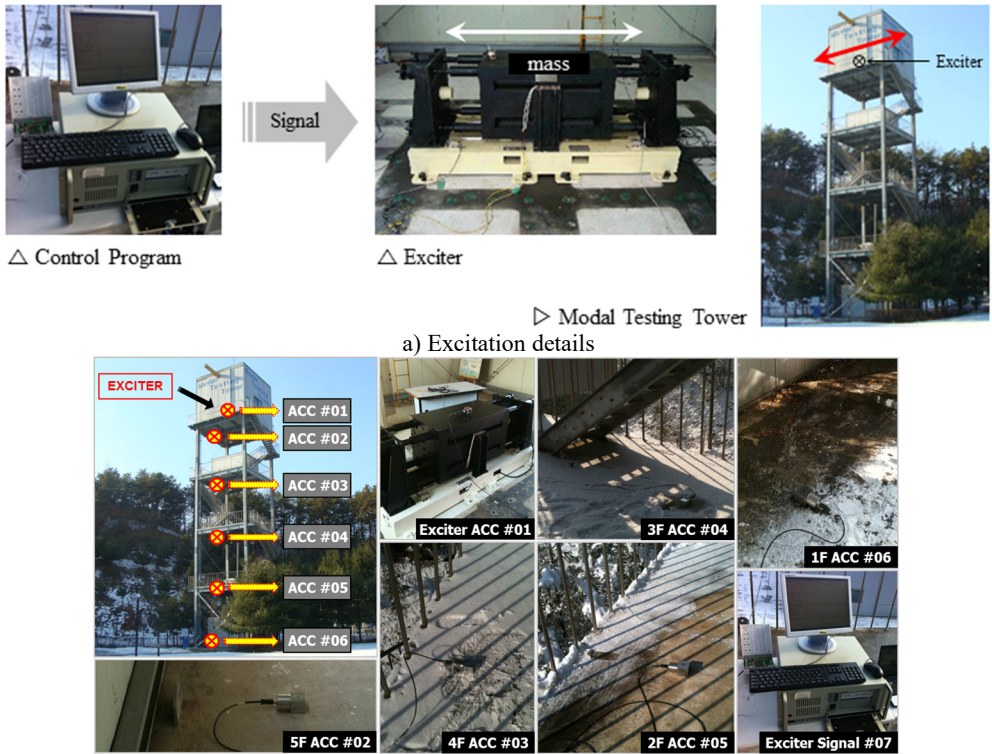 mass
Signal
Exciter
△ Control Program
△ Exciter
▷ Modal Testing Tower
a) Excitation details
EXCITER
Testing
Tower
ACC #01
ACC #02
ACC #03
ACC #04
ACC #05
ACC #06
Exciter ACC #01
3F ACC #04
1F ACC #06
5F ACC #02
4F ACC #03
2F ACC #05
Exciter Signal #07